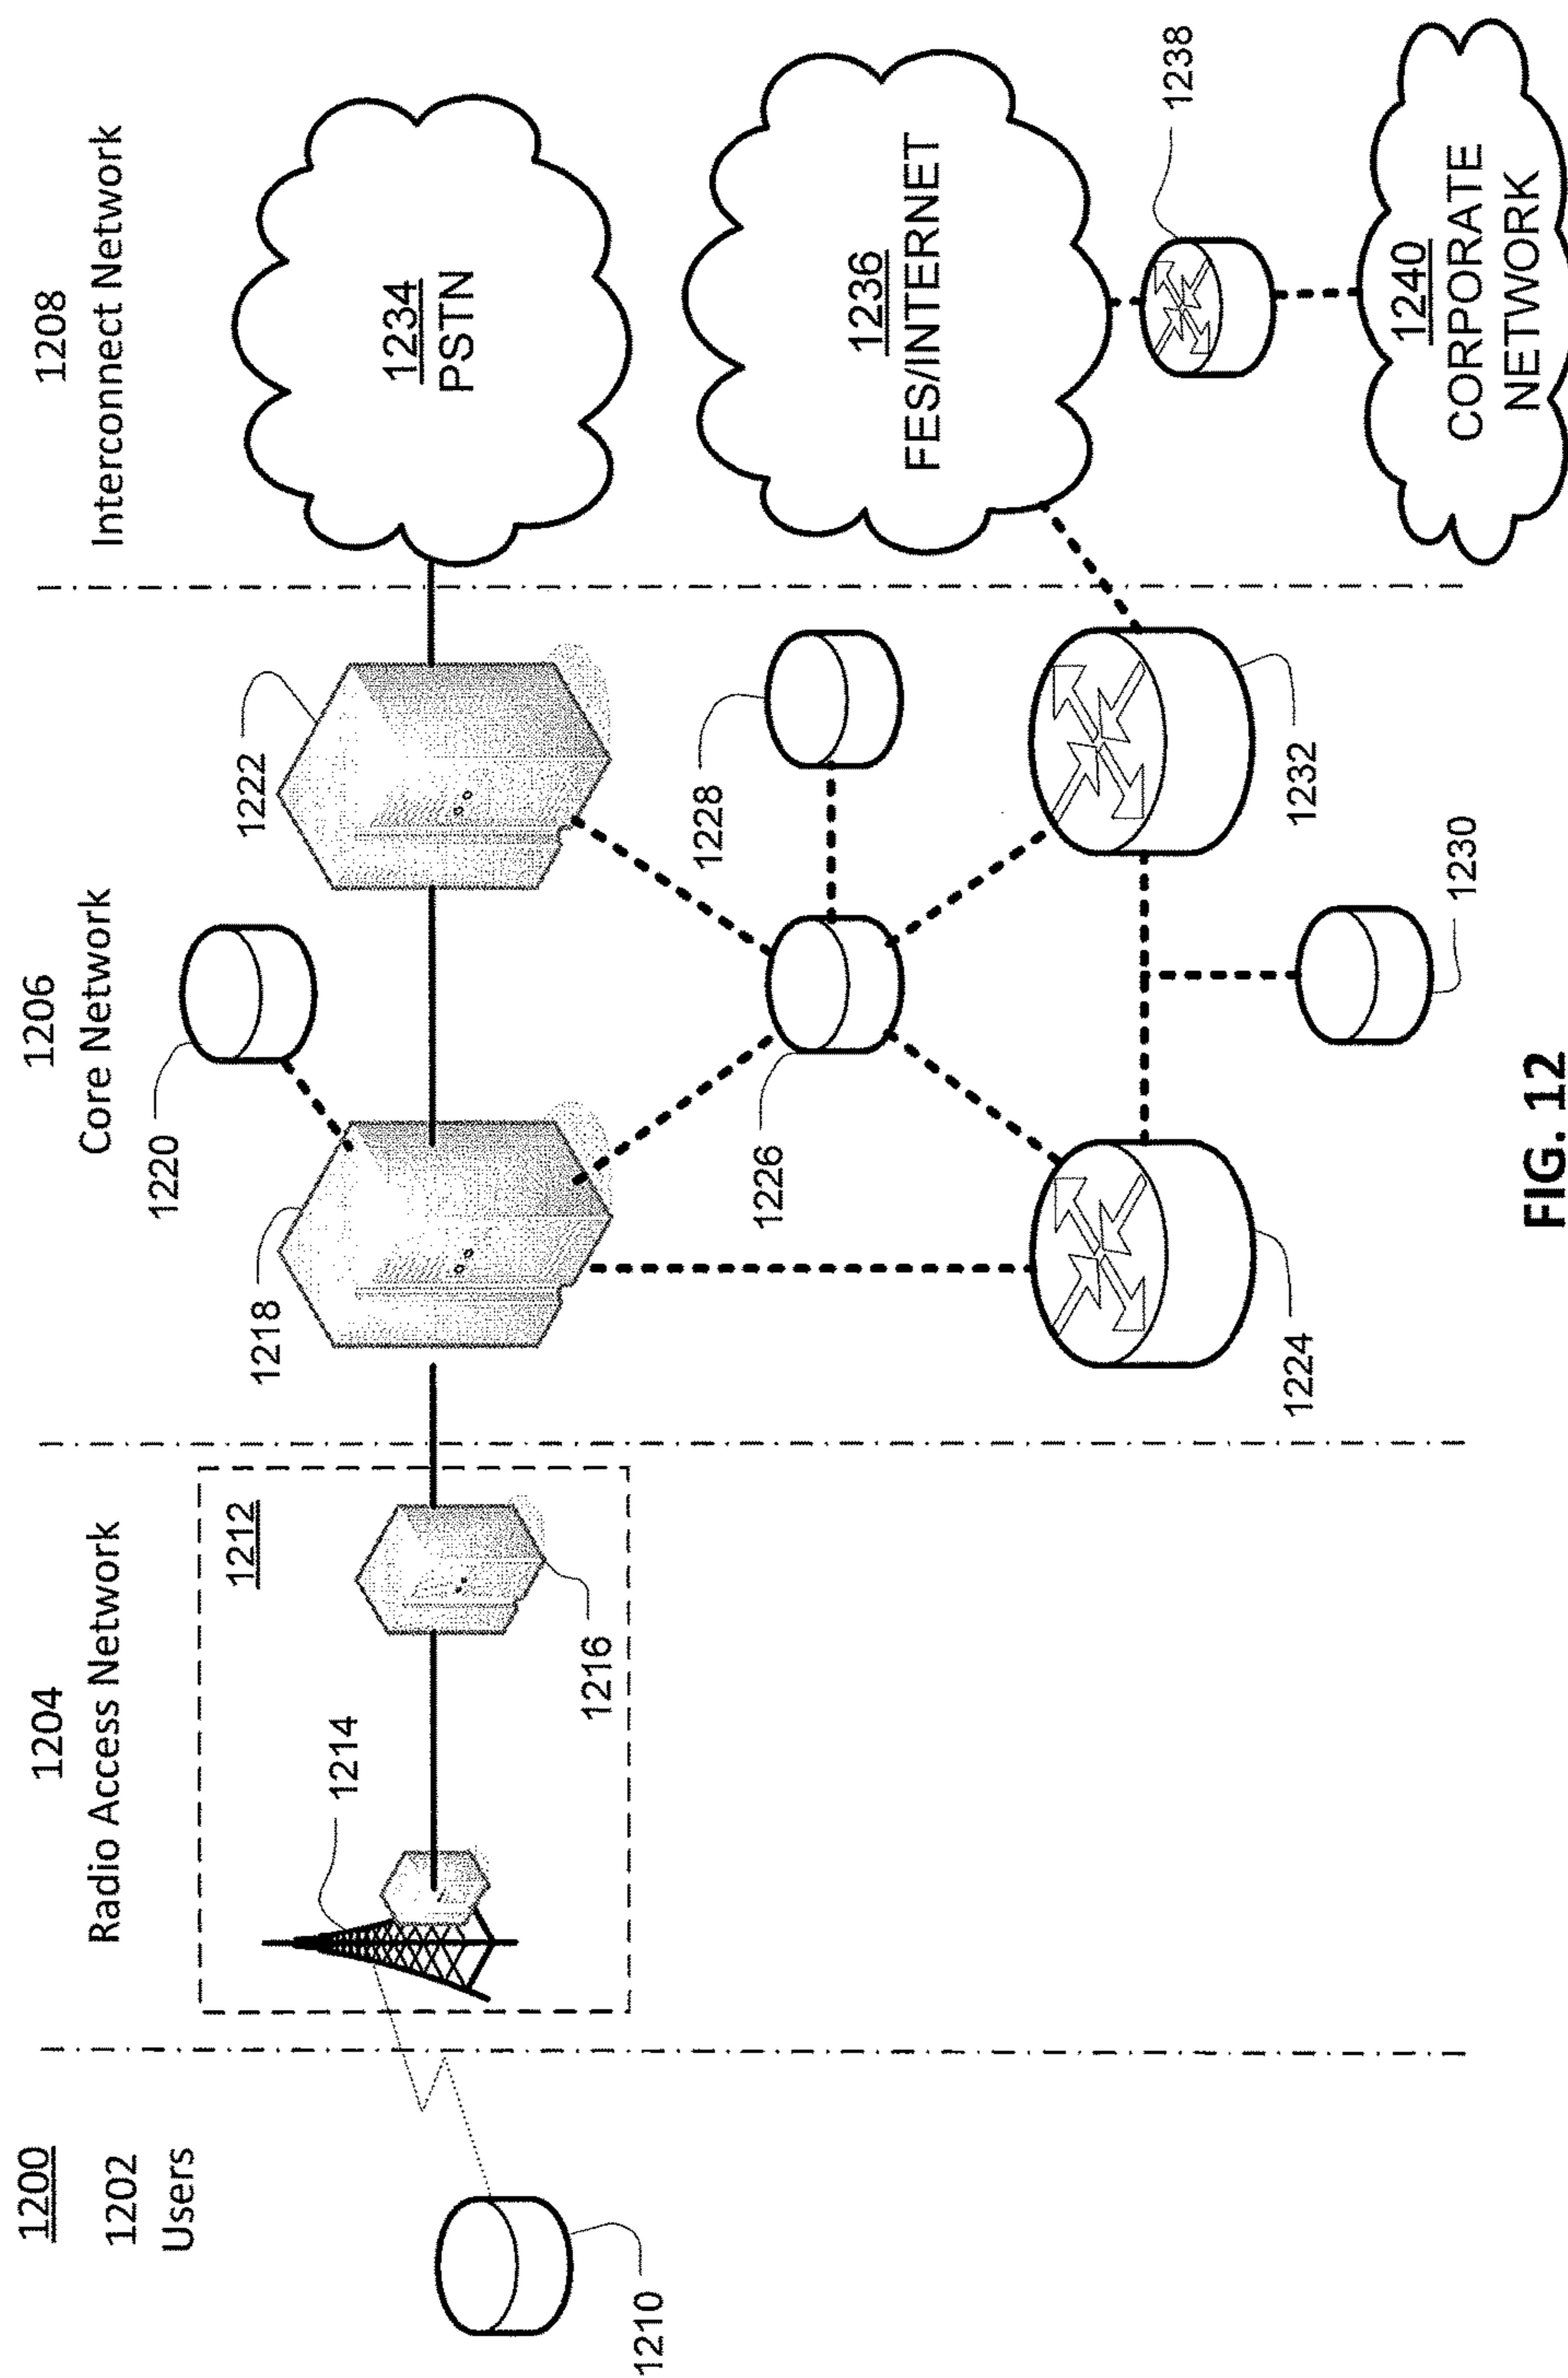 1200
1202
Users
1204
Radio Access Network
1206
Core Network
1208
Interconnect Network
1210
1212
1214
1216
1218
1220
1222
1224
1226
1228
1230
1232
1234
PSTN
1236
FES/INTERNET
1238
1240
CORPORATE
NETWORK
FIG. 12